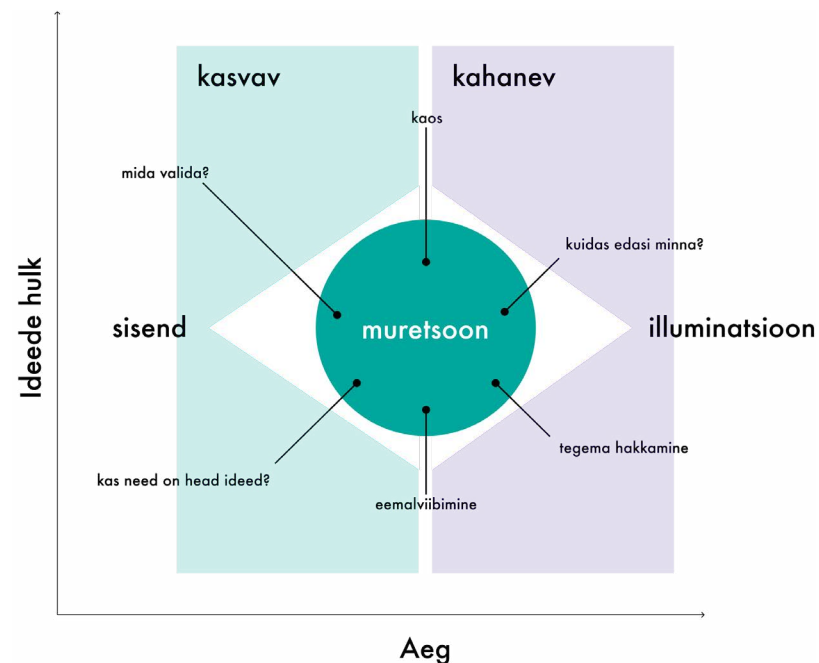 kasvav
kahanev
kaos
mida valida?
kuidas edasi minna?
Ideede hulk
sisend
muretsoon
illuminatsioon
tegema hakkamine
kas need on head ideed?
eemalviibimine
Aeg